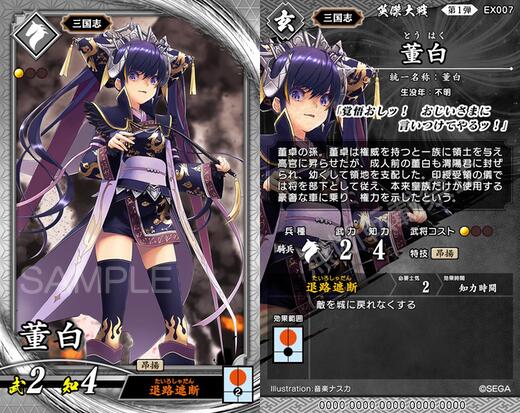 三国志
SAMPLE
董白
昂揚
武2 知4
たいろしゃだん
退路遮断
2
玄
三国志
英傑大戦
第1弾
EX007
とう はく
董白
統一名称:董白
生没年:不明
「覚悟おしッ! おじいさまに
言いつけてやるッ!」
董卓の孫。董卓は権威を持つと一族に領土を与え
高官に昇らせたが、成人前の董白も渭陽君に封ぜ
られ、幼くして領地を支配した。印綬受領の儀で
は将を部下として従え、本来皇族だけが使用する
豪奢な車に乗り、権力を示したという。
兵種 武力 知力 武将コスト
騎兵 2 4 特技 昂揚
たいろしゃだん 必要士気 効果時間
退路遮断 2 知力時間
敵を城に戻れなくする
効果範囲
Illustration:音楽ナスカ
©SEGA
0000 0000 0000 0000 0000